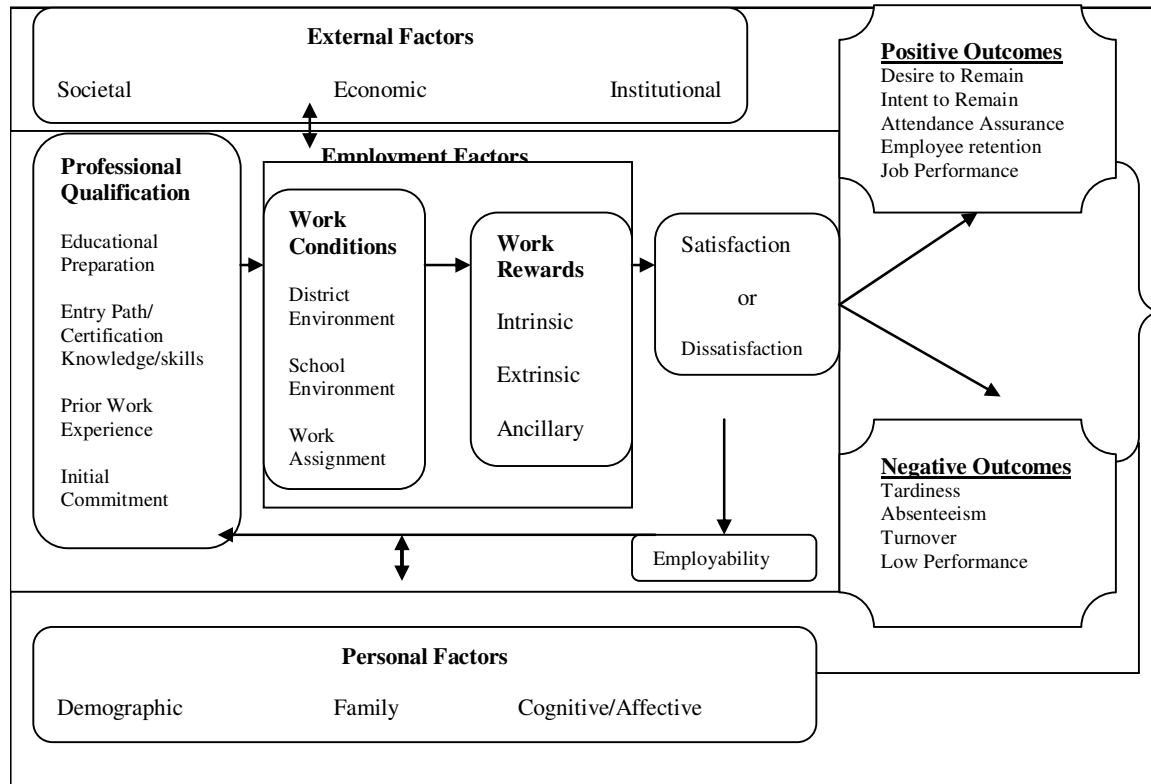 External Factors
Societal Economic Institutional
Positive Outcomes
Desire to Remain
Intent to Remain
Attendance Assurance
Employee retention
Job Performance
Employment Factors
Professional
Qualification
Educational
Preparation
Entry Path/
Certification
Knowledge/skills
Prior Work
Experience
Initial
Commitment
Work
Conditions
District
Environment
School
Environment
Work
Assignment
Work
Rewards
Intrinsic
Extrinsic
Ancillary
Satisfaction
or
Dissatisfaction
Employability
Negative Outcomes
Tardiness
Absenteeism
Turnover
Low Performance
Personal Factors
Demographic Family Cognitive/Affective